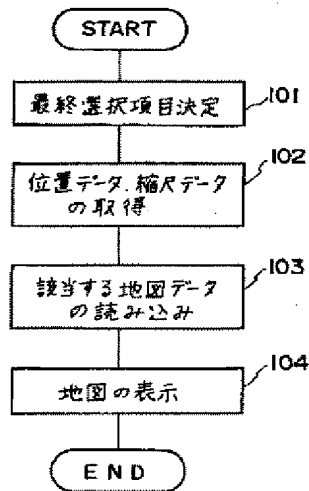 START
最終選択項目決定
101
位置データ、縮尺データ
の取得
102
該当する地図データ
の読み込み
103
地図の表示
104
END